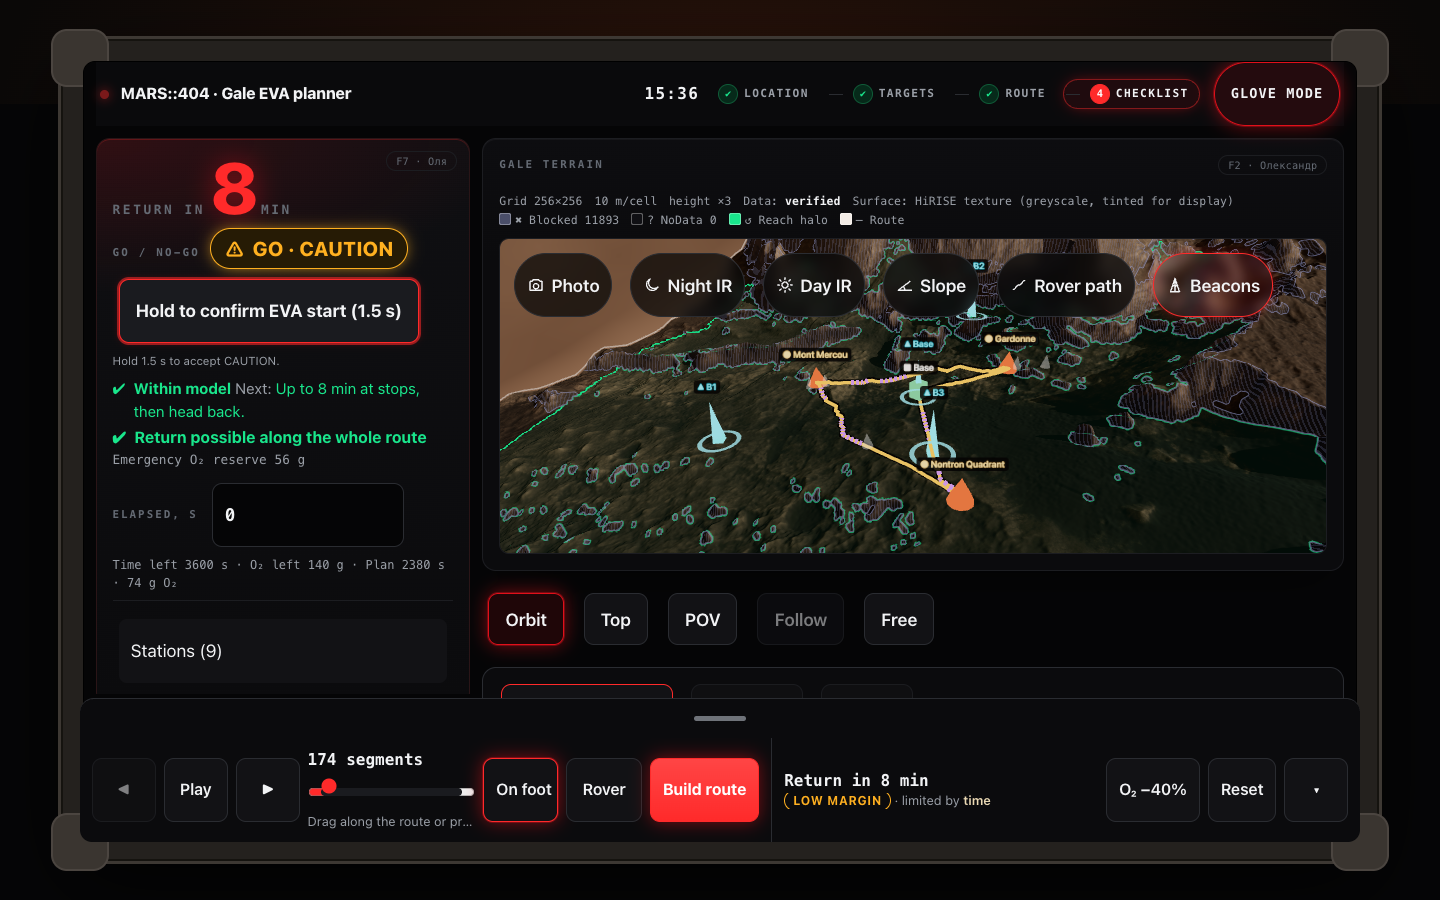 MARS::404 · Gale EVA planner
15:36
✔ LOCATION
✔ TARGETS
✔ ROUTE
4 CHECKLIST
GLOVE MODE
F7 · Оля
RETURN IN 8 MIN
GO / NO-GO GO · CAUTION
Hold to confirm EVA start (1.5 s)
Hold 1.5 s to accept CAUTION.
✔ Within model Next: Up to 8 min at stops,
then head back.
✔ Return possible along the whole route
Emergency O₂ reserve 56 g
ELAPSED, S 0
Time left 3600 s · O₂ left 140 g · Plan 2380 s
· 74 g O₂
Stations (9)
GALE TERRAIN
F2 · Олександр
Grid 256×256 10 m/cell height ×3 Data: verified Surface: HiRISE texture (greyscale, tinted for display)
✖ Blocked 11893 ? NoData 0 ↺ Reach halo — Route
Photo
Night IR
Day IR
Slope
Rover path
Beacons
B2
Gardonne
Base
Mont Mercou
Base
B1
B3
Nontron Quadrant
Orbit
Top
POV
Follow
Free
◀
Play
▶
174 segments
Drag along the route or pr...
On foot
Rover
Build route
Return in 8 min
LOW MARGIN · limited by time
O₂ −40%
Reset
▾